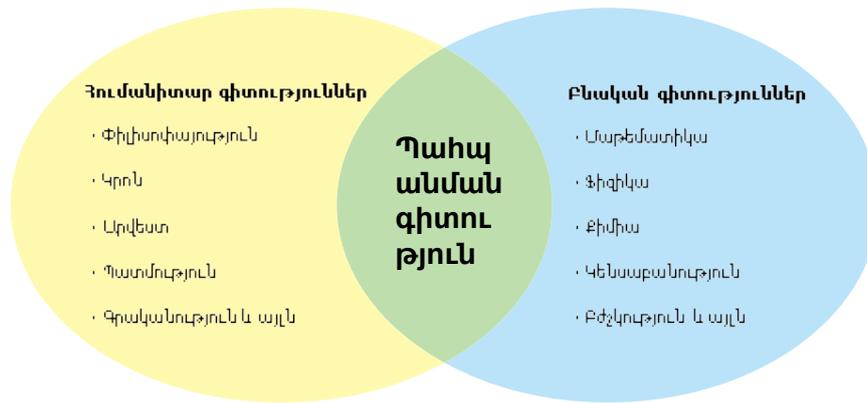 Հումանիտար գիտություններ
· Փիլիսոփայություն
· Կրոն
· Արվեստ
· Պատմություն
· Գրականություն և այլն
Պահպ
անման
գիտու
թյուն
Բնական գիտություններ
· Մաթեմատիկա
· Ֆիզիկա
· Քիմիա
· Կենսաբանություն
· Բժշկություն և այլն